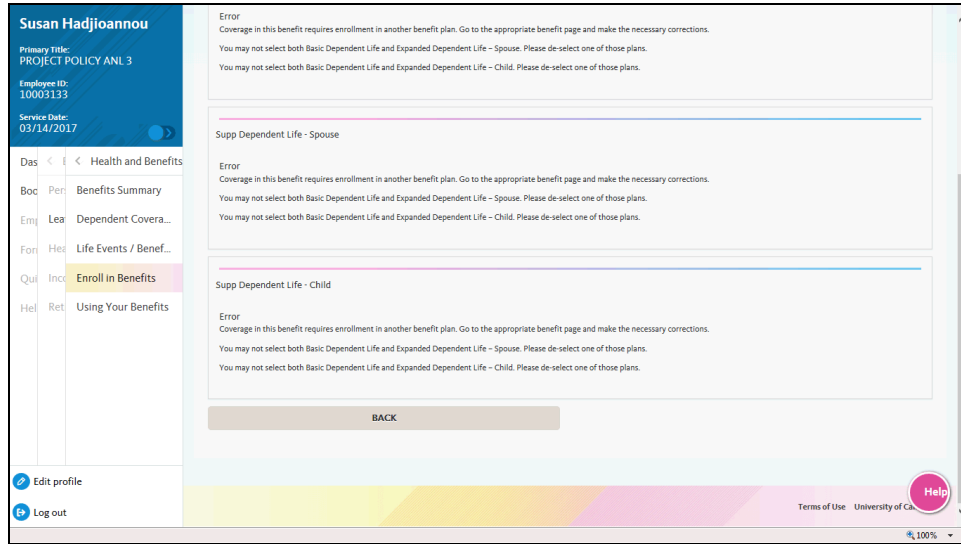 Susan Hadjioannou
Primary Title:
PROJECT POLICY ANL 3
Employee ID:
10003133
Service Date:
03/14/2017
Health and Benefits
Benefits Summary
Dependent Covera...
Life Events / Benef...
Enroll in Benefits
Using Your Benefits
Edit profile
Log out
Error
Coverage in this benefit requires enrollment in another benefit plan. Go to the appropriate benefit page and make the necessary corrections.
You may not select both Basic Dependent Life and Expanded Dependent Life – Spouse. Please de-select one of those plans.
You may not select both Basic Dependent Life and Expanded Dependent Life – Child. Please de-select one of those plans.
Supp Dependent Life - Spouse
Error
Coverage in this benefit requires enrollment in another benefit plan. Go to the appropriate benefit page and make the necessary corrections.
You may not select both Basic Dependent Life and Expanded Dependent Life – Spouse. Please de-select one of those plans.
You may not select both Basic Dependent Life and Expanded Dependent Life – Child. Please de-select one of those plans.
Supp Dependent Life - Child
Error
Coverage in this benefit requires enrollment in another benefit plan. Go to the appropriate benefit page and make the necessary corrections.
You may not select both Basic Dependent Life and Expanded Dependent Life – Spouse. Please de-select one of those plans.
You may not select both Basic Dependent Life and Expanded Dependent Life – Child. Please de-select one of those plans.
BACK
Help
Terms of Use University of Ca
100%